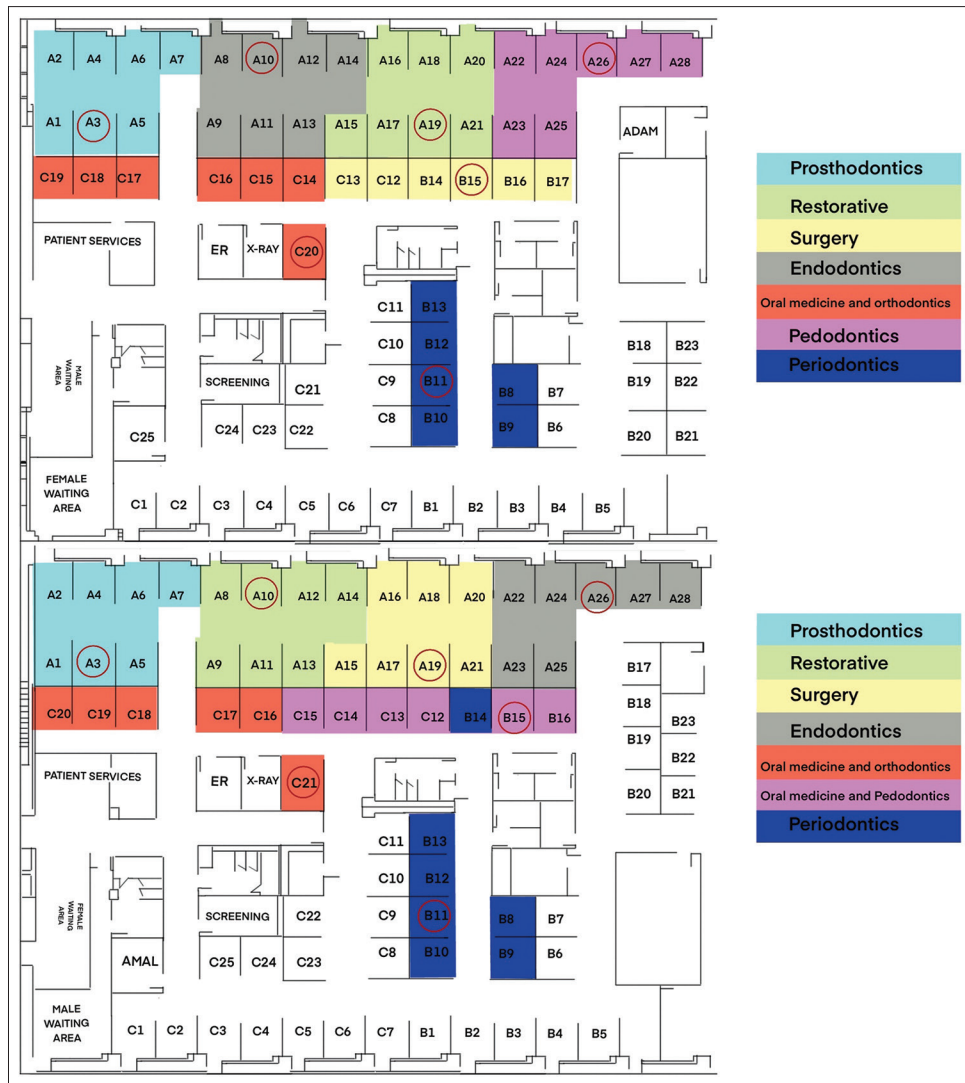 A2 A4 A6 A7 A8 A10 A12 A14 A16 A18 A20 A22 A24 A26 A27 A28
A1 A3 A5 A9 A11 A13 A15 A17 A19 A21 A23 A25 ADAM
C19 C18 C17 C16 C15 C14 C13 C12 B14 B15 B16 B17
Prosthodontics
Restorative
Surgery
Endodontics
Oral medicine and orthodontics
Pedodontics
Periodontics
PATIENT SERVICES ER X-RAY C20
C11 B13
C10 B12 B18 B23
MALE
WAITING
AREA
SCREENING C21 C9 B11 B8 B7 B19 B22
C25 C24 C23 C22 C8 B10 B9 B6 B20 B21
FEMALE
WAITING
AREA
C1 C2 C3 C4 C5 C6 C7 B1 B2 B3 B4 B5
A2 A4 A6 A7 A8 A10 A12 A14 A16 A18 A20 A22 A24 A26 A27 A28
A1 A3 A5 A9 A11 A13 A15 A17 A19 A21 A23 A25 B17
C20 C19 C18 C17 C16 C15 C14 C13 C12 B14 B15 B16 B18 B23
Prosthodontics
Restorative
Surgery
Endodontics
Oral medicine and orthodontics
Oral medicine and Pedodontics
Periodontics
B19 B22
PATIENT SERVICES ER X-RAY C21 B20 B21
C11 B13
C10 B12
FEMALE
WAITING
AREA
SCREENING C22 C9 B11 B8 B7
AMAL C25 C24 C23 C8 B10 B9 B6
MALE
WAITING
AREA
C1 C2 C3 C4 C5 C6 C7 B1 B2 B3 B4 B5